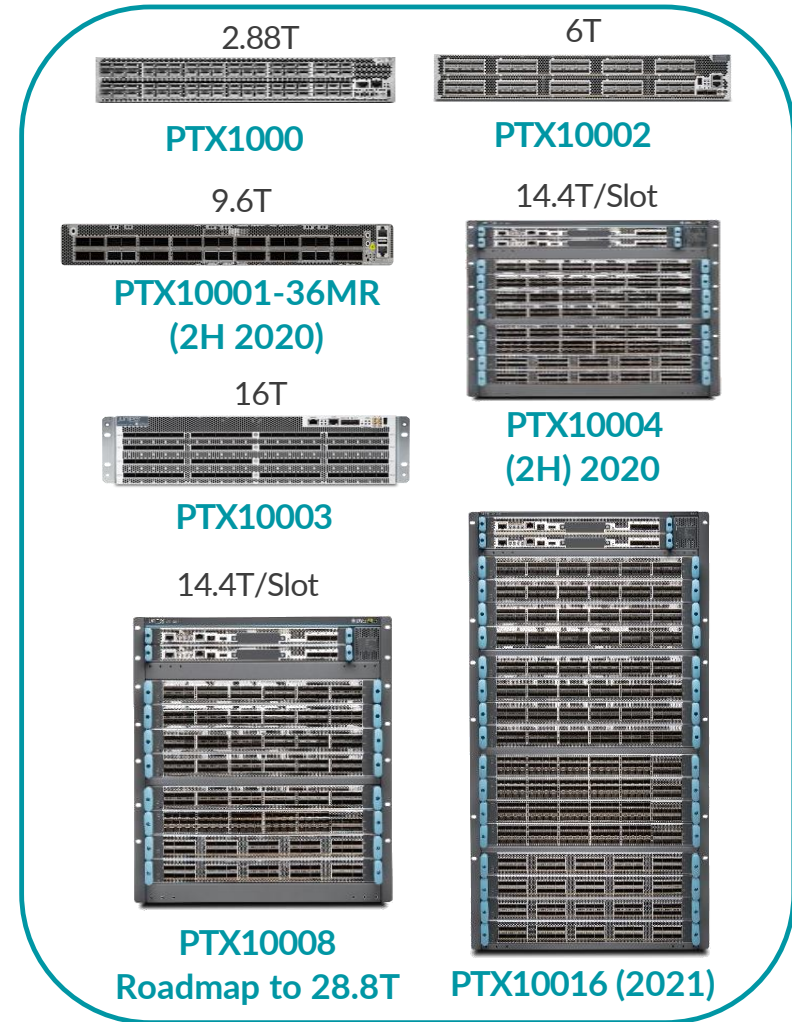 2.88T
6T
PTX1000
PTX10002
9.6T
14.4T/Slot
PTX10001-36MR
(2H 2020)
16T
PTX10004
(2H) 2020
PTX10003
14.4T/Slot
PTX10008
Roadmap to 28.8T
PTX10016 (2021)